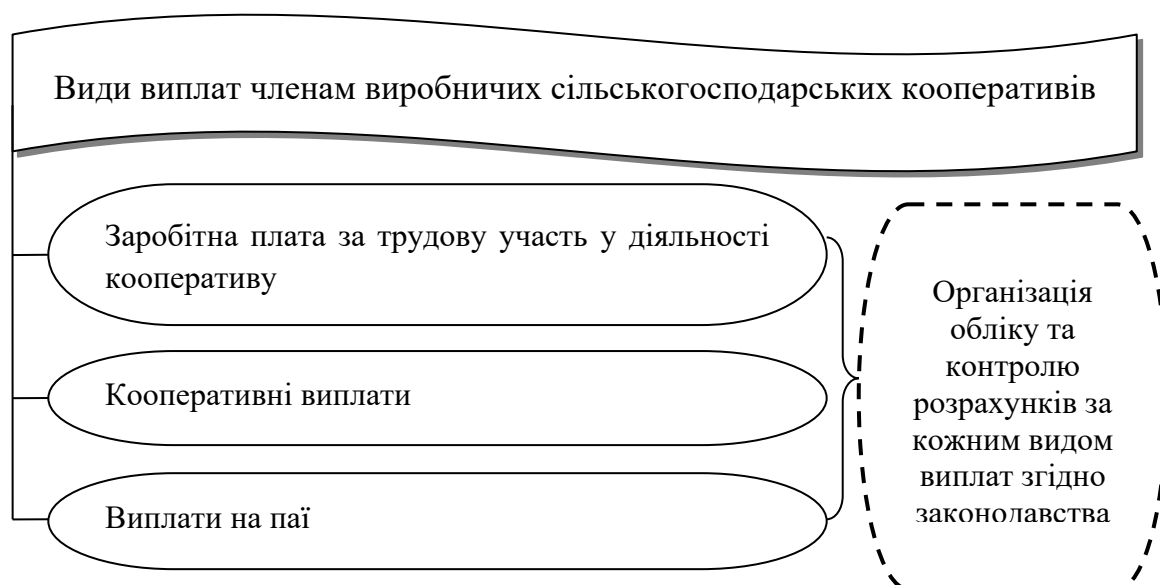 Види виплат членам виробничих сільськогосподарських кооперативів
Заробітна плата за трудову участь у діяльності
кооперативу
Кооперативні виплати
Виплати на паї
Організація
обліку та
контролю
розрахунків за
кожним видом
виплат згідно
законодавства